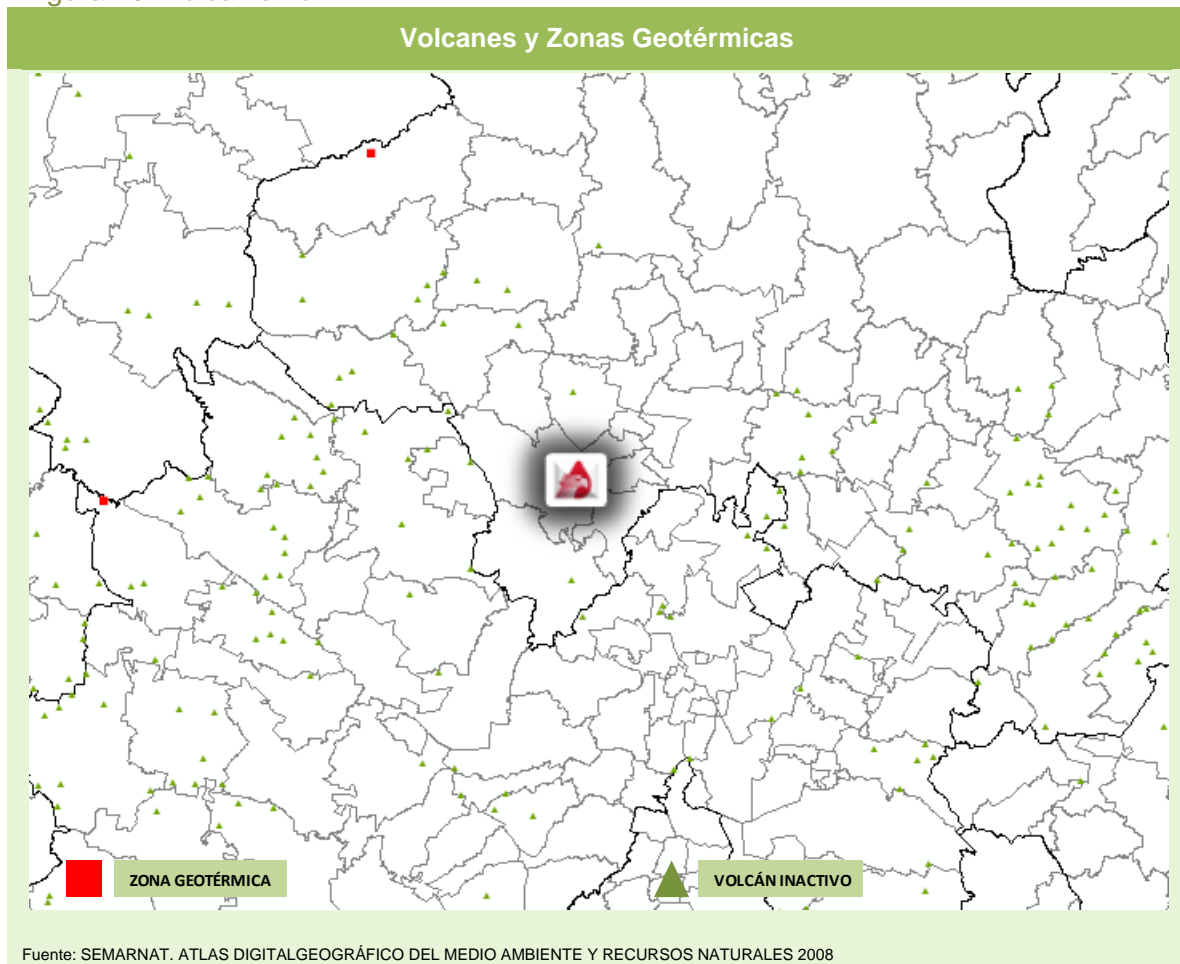 Volcanes y Zonas Geotérmicas
ZONA GEOTÉRMICA
VOLCÁN INACTIVO
Fuente: SEMARNAT. ATLAS DIGITALGEOGRÁFICO DEL MEDIO AMBIENTE Y RECURSOS NATURALES 2008